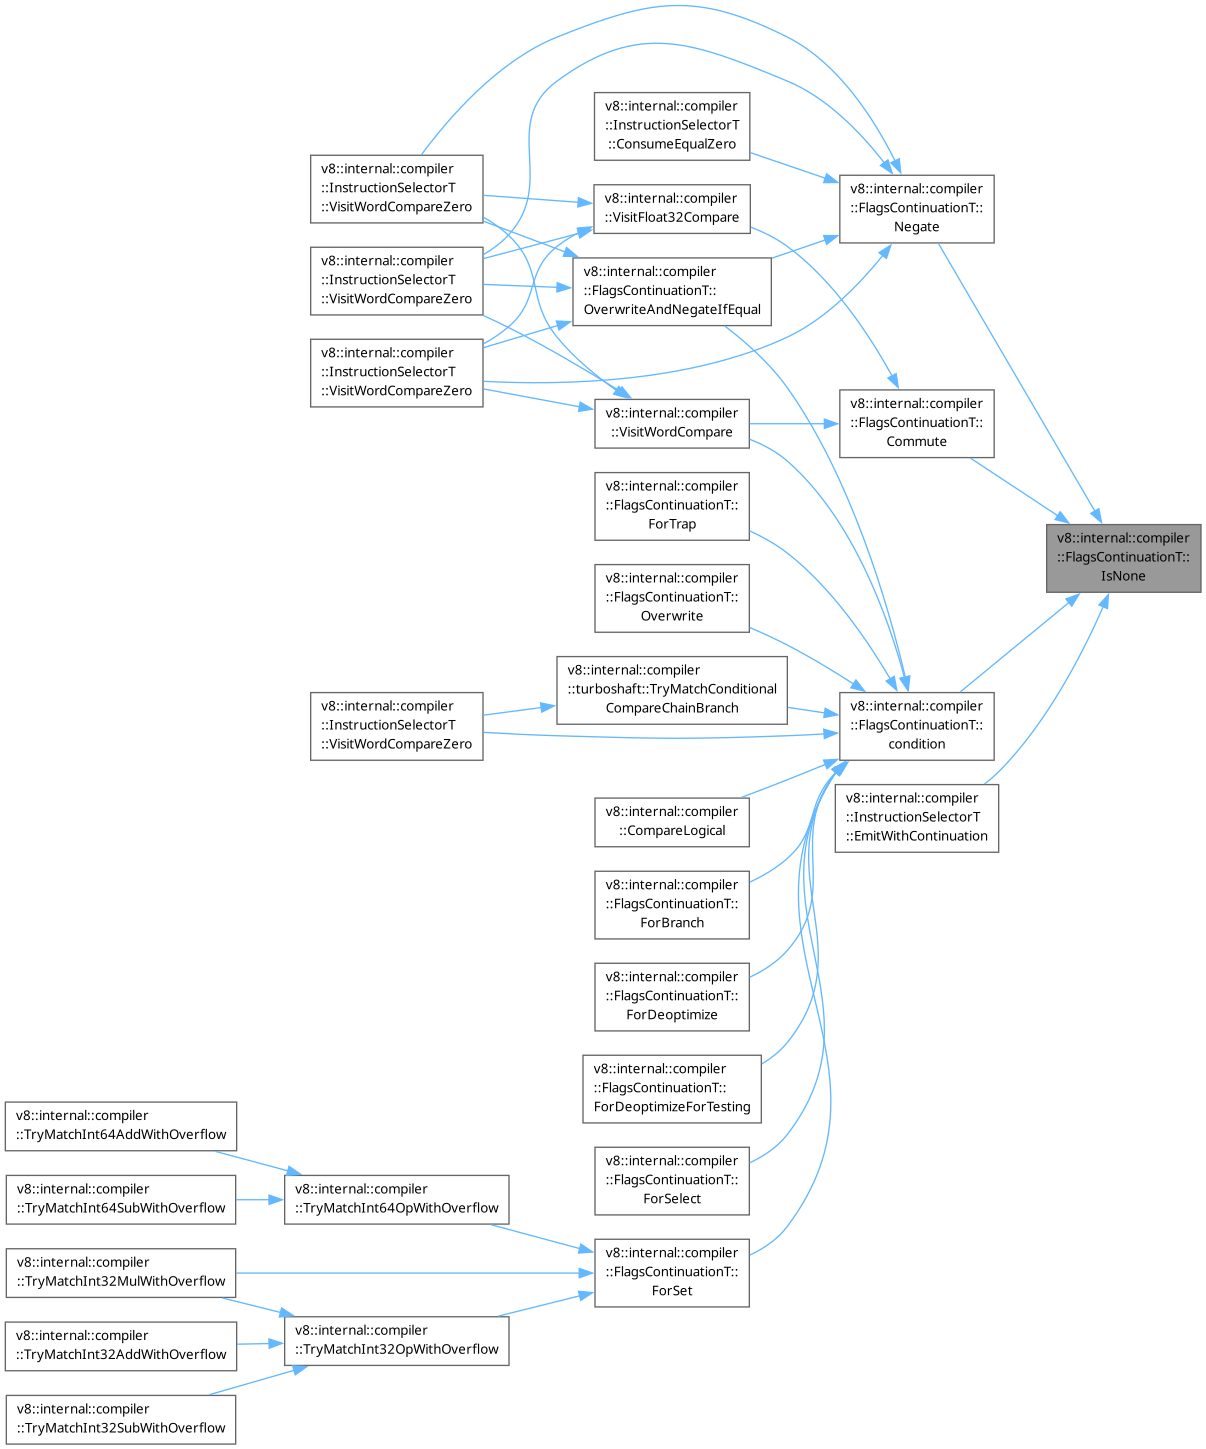 v8::internal::compiler
::InstructionSelectorT
::ConsumeEqualZero
v8::internal::compiler
::InstructionSelectorT
::VisitWordCompareZero
v8::internal::compiler
::FlagsContinuationT::
Negate
v8::internal::compiler
::VisitFloat32Compare
v8::internal::compiler
::InstructionSelectorT
::VisitWordCompareZero
v8::internal::compiler
::FlagsContinuationT::
OverwriteAndNegateIfEqual
v8::internal::compiler
::InstructionSelectorT
::VisitWordCompareZero
v8::internal::compiler
::FlagsContinuationT::
Commute
v8::internal::compiler
::VisitWordCompare
v8::internal::compiler
::FlagsContinuationT::
ForTrap
v8::internal::compiler
::FlagsContinuationT::
IsNone
v8::internal::compiler
::FlagsContinuationT::
Overwrite
v8::internal::compiler
::turboshaft::TryMatchConditional
CompareChainBranch
v8::internal::compiler
::InstructionSelectorT
::VisitWordCompareZero
v8::internal::compiler
::FlagsContinuationT::
condition
v8::internal::compiler
::InstructionSelectorT
::EmitWithContinuation
v8::internal::compiler
::CompareLogical
v8::internal::compiler
::FlagsContinuationT::
ForBranch
v8::internal::compiler
::FlagsContinuationT::
ForDeoptimize
v8::internal::compiler
::FlagsContinuationT::
ForDeoptimizeForTesting
v8::internal::compiler
::TryMatchInt64AddWithOverflow
v8::internal::compiler
::FlagsContinuationT::
ForSelect
v8::internal::compiler
::TryMatchInt64SubWithOverflow
v8::internal::compiler
::TryMatchInt64OpWithOverflow
v8::internal::compiler
::FlagsContinuationT::
ForSet
v8::internal::compiler
::TryMatchInt32MulWithOverflow
v8::internal::compiler
::TryMatchInt32OpWithOverflow
v8::internal::compiler
::TryMatchInt32AddWithOverflow
v8::internal::compiler
::TryMatchInt32SubWithOverflow